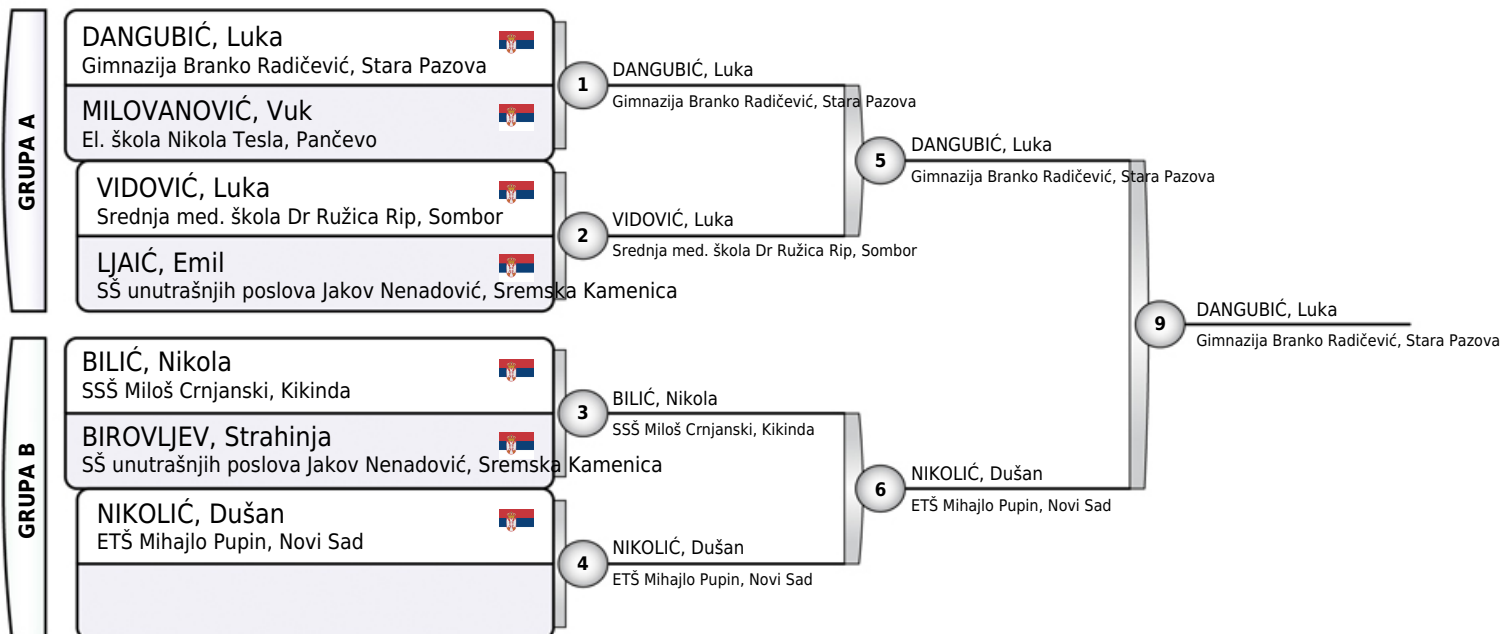 GRUPA A
DANGUBIĆ, Luka
Gimnazija Branko Radičević, Stara Pazova
MILOVANOVIĆ, Vuk
El. škola Nikola Tesla, Pančevo
VIDOVIĆ, Luka
Srednja med. škola Dr Ružica Rip, Sombor
LJAIĆ, Emil
SŠ unutrašnjih poslova Jakov Nenadović, Sremska Kamenica
GRUPA B
BILIĆ, Nikola
SSŠ Miloš Crnjanski, Kikinda
BIROVLJEV, Strahinja
SŠ unutrašnjih poslova Jakov Nenadović, Sremska Kamenica
NIKOLIĆ, Dušan
ETŠ Mihajlo Pupin, Novi Sad
1
DANGUBIĆ, Luka
Gimnazija Branko Radičević, Stara Pazova
2
VIDOVIĆ, Luka
Srednja med. škola Dr Ružica Rip, Sombor
3
BILIĆ, Nikola
SSŠ Miloš Crnjanski, Kikinda
4
NIKOLIĆ, Dušan
ETŠ Mihajlo Pupin, Novi Sad
5
DANGUBIĆ, Luka
Gimnazija Branko Radičević, Stara Pazova
6
NIKOLIĆ, Dušan
ETŠ Mihajlo Pupin, Novi Sad
9
DANGUBIĆ, Luka
Gimnazija Branko Radičević, Stara Pazova